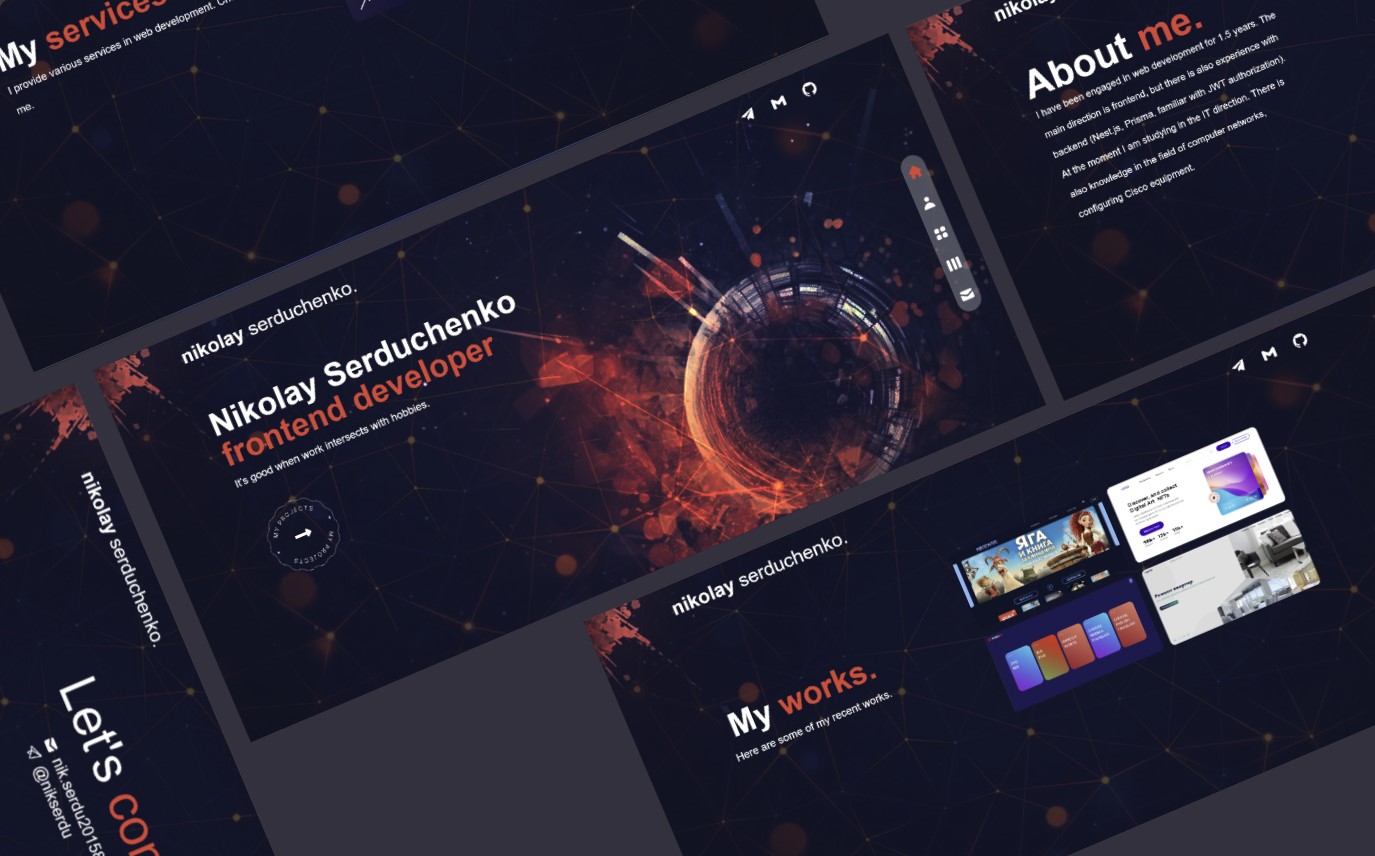 My services
I provide various services in web development.
me.
nikolay serduchenko.
Nikolay Serduchenko
frontend developer
It's good when work intersects with hobbies.
MY PROJECTS
MY PROJECTS
About me.
I have been engaged in web development for 1.5 years. The
main direction is frontend, but there is also experience with
backend (Nest.js, Prisma, familiar with JWT authorization).
At the moment I am studying in the IT direction. There is
also knowledge in the field of computer networks,
configuring Cisco equipment.
nikolay serduchenko.
Let's
nik.serdu2015
@nikserdu
nikolay serduchenko.
My works.
Here are some of my recent works.
ЯГА
И КНИГА
Discover, and collect
Digital Art NFTs